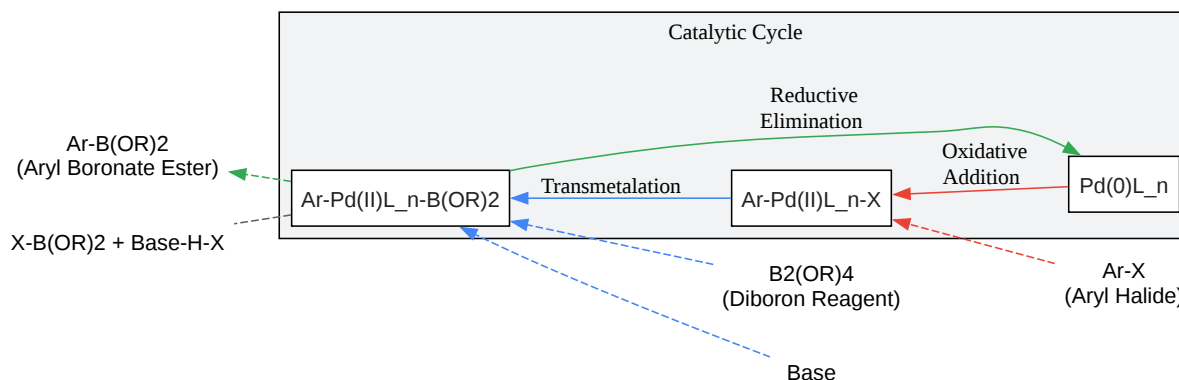 Catalytic Cycle
Reductive
Elimination
Oxidative
Addition
Transmetalation
Ar-B(OR)2
(Aryl Boronate Ester)
Ar-Pd(II)L_n-B(OR)2
Ar-Pd(II)L_n-X
Pd(0)L_n
X-B(OR)2 + Base-H-X
B2(OR)4
(Diboron Reagent)
Ar-X
(Aryl Halide)
Base